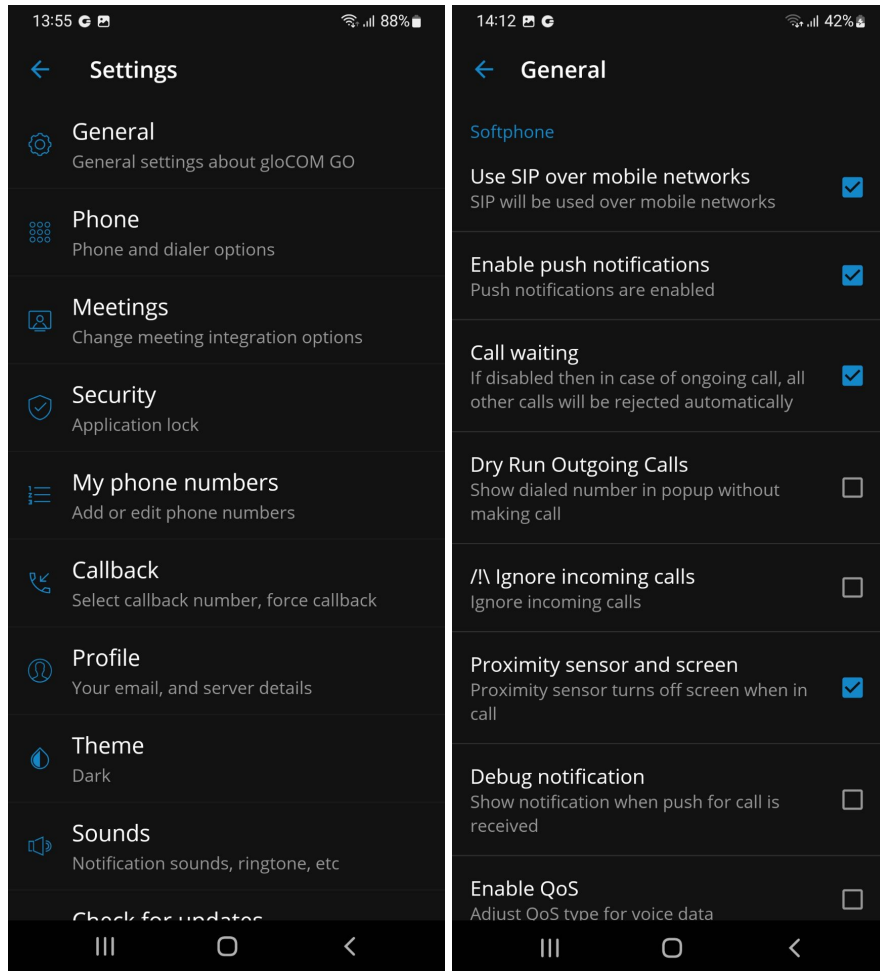 13:55
88%
Settings
General
General settings about gloCOM GO
Phone
Phone and dialer options
Meetings
Change meeting integration options
Security
Application lock
My phone numbers
Add or edit phone numbers
Callback
Select callback number, force callback
Profile
Your email, and server details
Theme
Dark
Sounds
Notification sounds, ringtone, etc
Check for updates
14:12
42%
General
Softphone
Use SIP over mobile networks
SIP will be used over mobile networks
Enable push notifications
Push notifications are enabled
Call waiting
If disabled then in case of ongoing call, all
other calls will be rejected automatically
Dry Run Outgoing Calls
Show dialed number in popup without
making call
/!\ Ignore incoming calls
Ignore incoming calls
Proximity sensor and screen
Proximity sensor turns off screen when in
call
Debug notification
Show notification when push for call is
received
Enable QoS
Adjust QoS type for voice data